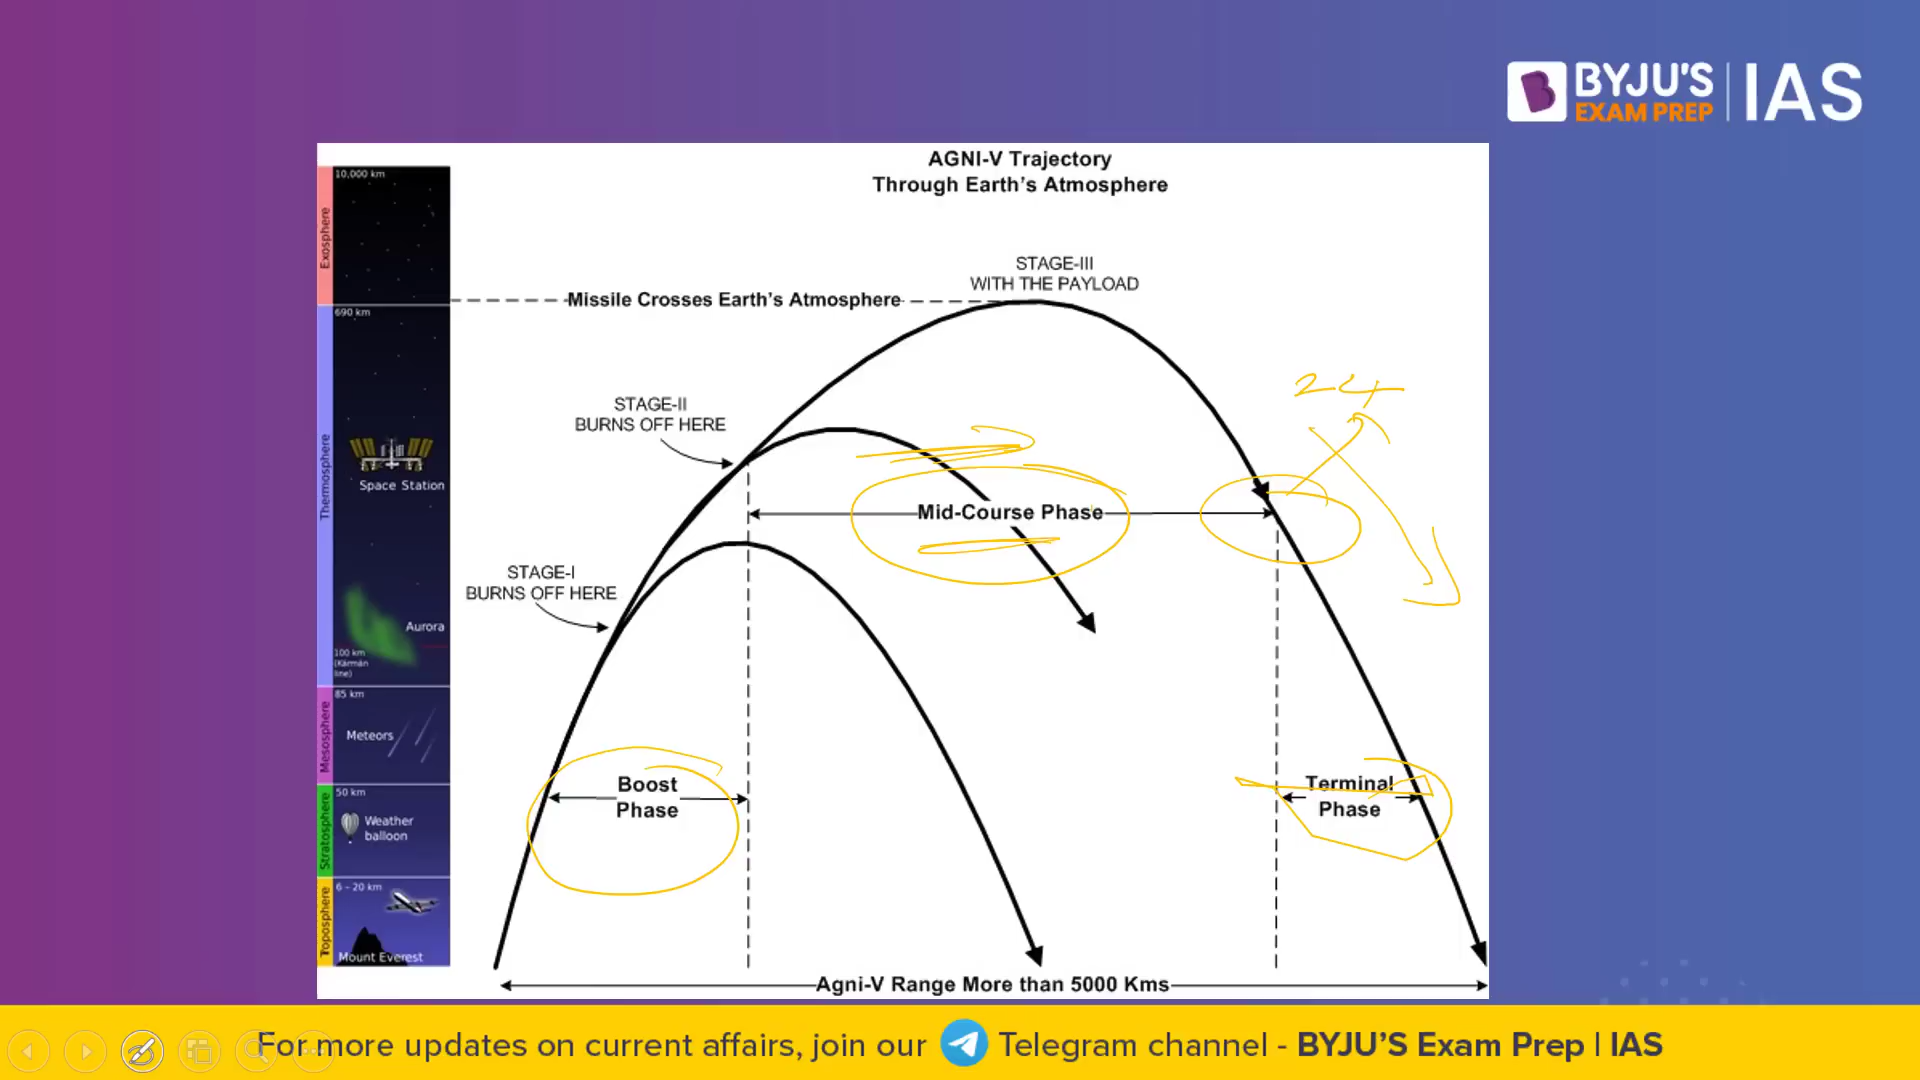 BYJU'S
EXAM PREP
IAS
AGNI-V Trajectory
Through Earth's Atmosphere
10,000 km
Exosphere
STAGE-III
WITH THE PAYLOAD
Missile Crosses Earth's Atmosphere
690 km
24
STAGE-II
BURNS OFF HERE
Thermosphere
Space Station
Mid-Course Phase
STAGE-I
BURNS OFF HERE
Aurora
100 km
(Kármán
line)
85 km
Mesosphere
Meteors
Boost
Phase
Terminal
Phase
50 km
Stratosphere
Weather
balloon
6 – 20 km
Troposphere
Mount Everest
Agni-V Range More than 5000 Kms
For more updates on current affairs, join our Telegram channel - BYJU'S Exam Prep | IAS